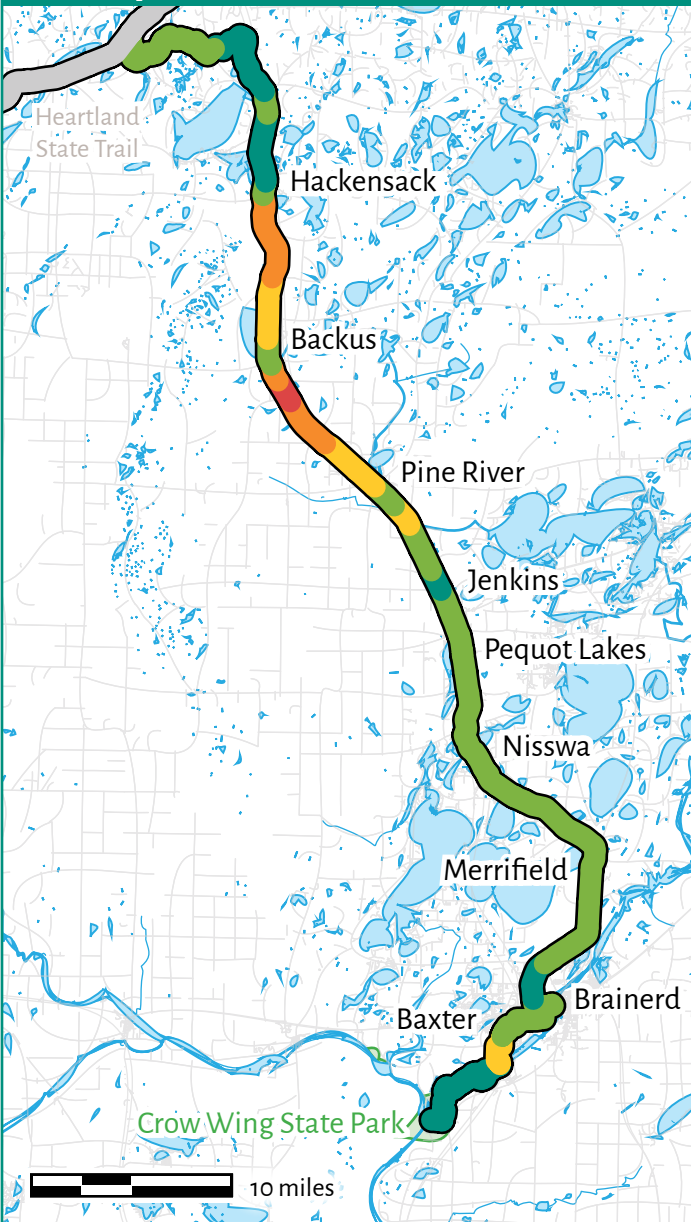 Heartland
State Trail
Hackensack
Backus
Pine River
Jenkins
Pequot Lakes
Nisswa
Merrifield
Brainerd
Baxter
Crow Wing State Park
10 miles